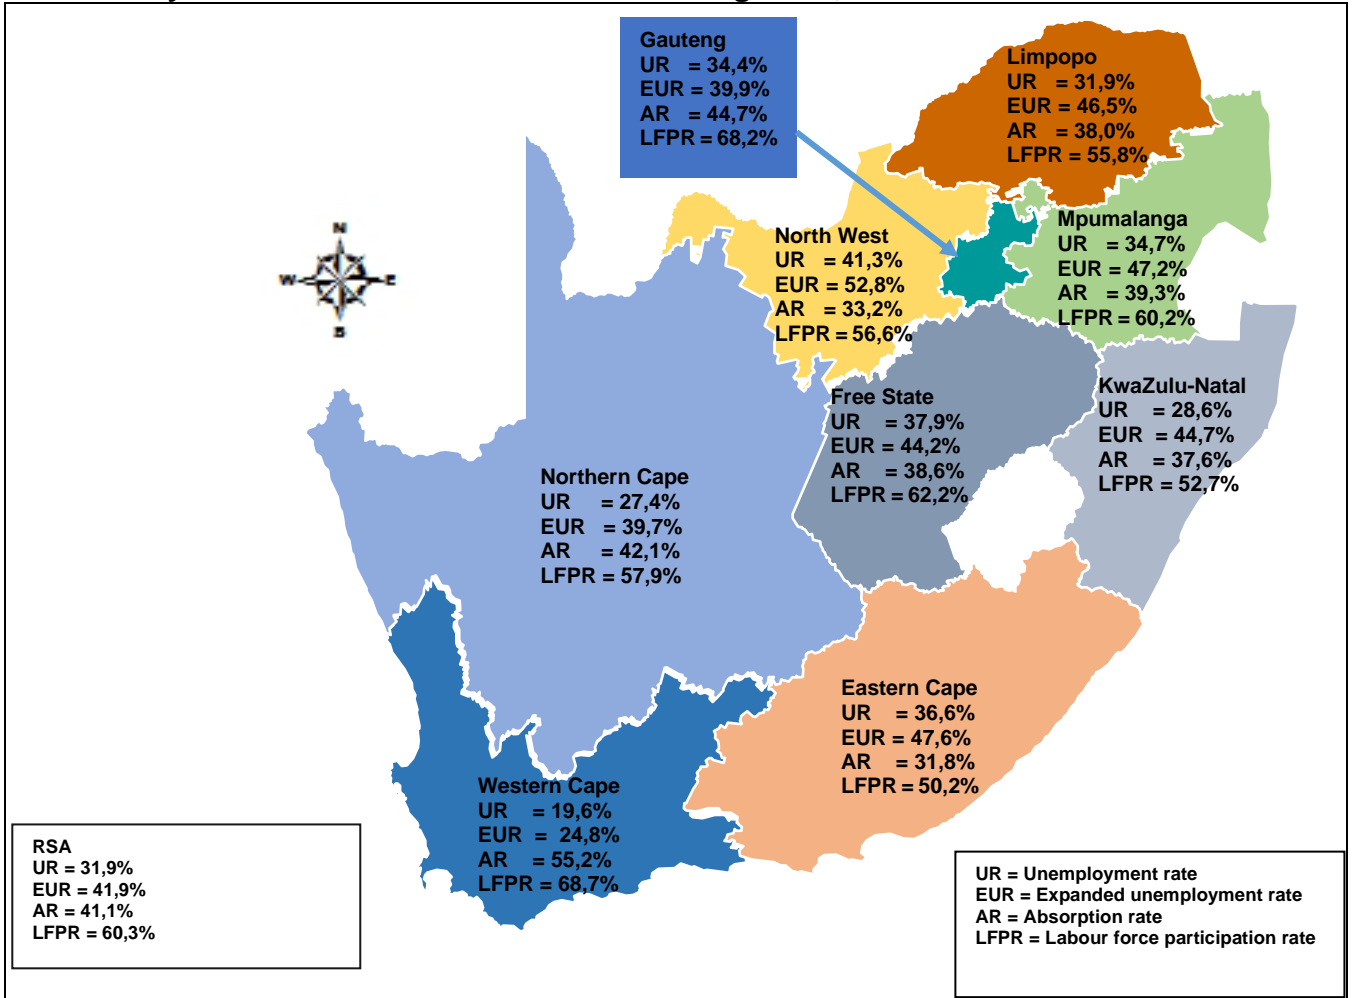 Gauteng
UR = 34,4%
EUR = 39,9%
AR = 44,7%
LFPR = 68,2%
Limpopo
UR = 31,9%
EUR = 46,5%
AR = 38,0%
LFPR = 55,8%
North West
UR = 41,3%
EUR = 52,8%
AR = 33,2%
LFPR = 56,6%
Mpumalanga
UR = 34,7%
EUR = 47,2%
AR = 39,3%
LFPR = 60,2%
N
W
E
S
Free State
UR = 37,9%
EUR = 44,2%
AR = 38,6%
LFPR = 62,2%
KwaZulu-Natal
UR = 28,6%
EUR = 44,7%
AR = 37,6%
LFPR = 52,7%
Northern Cape
UR = 27,4%
EUR = 39,7%
AR = 42,1%
LFPR = 57,9%
Eastern Cape
UR = 36,6%
EUR = 47,6%
AR = 31,8%
LFPR = 50,2%
Western Cape
UR = 19,6%
EUR = 24,8%
AR = 55,2%
LFPR = 68,7%
RSA
UR = 31,9%
EUR = 41,9%
AR = 41,1%
LFPR = 60,3%
UR = Unemployment rate
EUR = Expanded unemployment rate
AR = Absorption rate
LFPR = Labour force participation rate